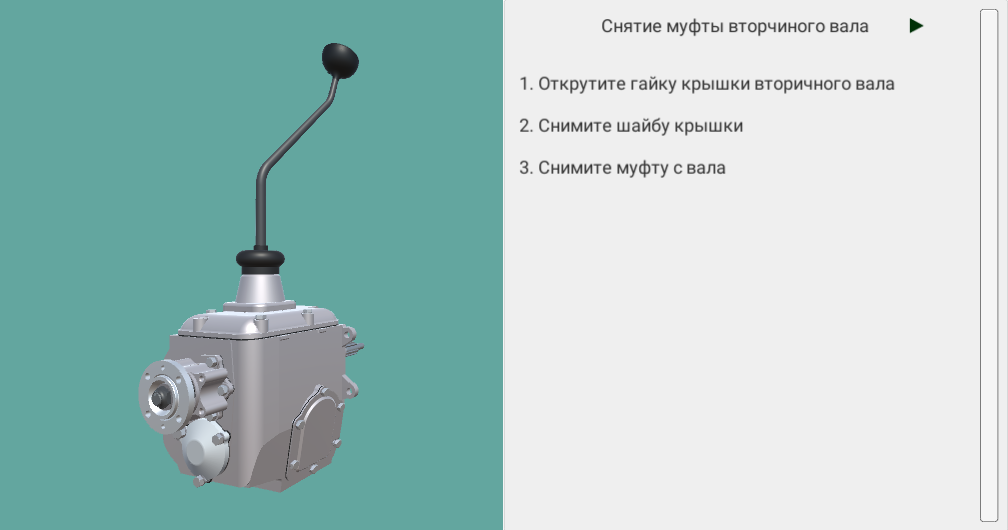 Снятие муфты вторчиного вала
1. Открутите гайку крышки вторичного вала
2. Снимите шайбу крышки
3. Снимите муфту с вала